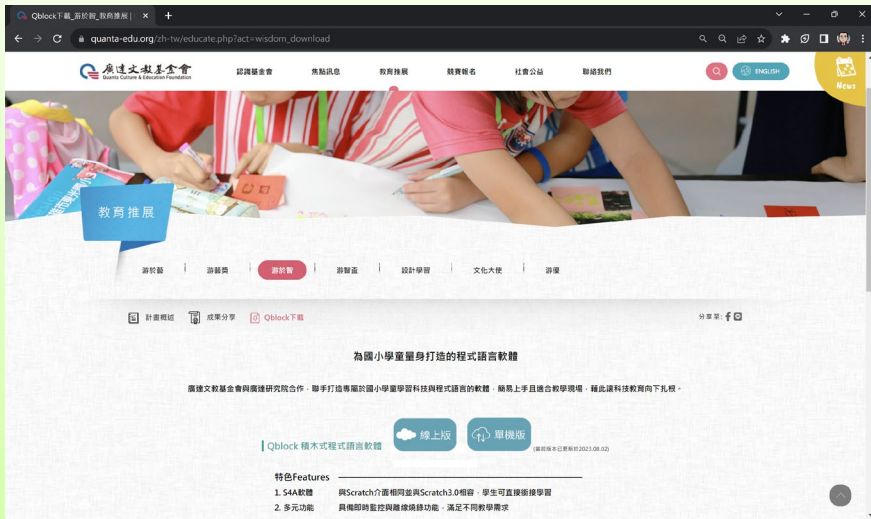 Qblock下載_游於智_教育推展 |
quanta-edu.org/zh-tw/educate.php?act=wisdom_download
廣達文教基金會 認識基金會 焦點訊息 教育推展 競賽報名 社會公益 聯絡我們 ENGLISH
Quanta Culture & Education Foundation
News
教育推展
游於藝 游藝獎 游於智 游智盃 設計學習 文化大使 游優
計畫概述 成果分享 Qblock下載 分享至:
為國小學童量身打造的程式語言軟體
廣達文教基金會與廣達研究院合作，聯手打造專屬於國小學童學習科技與程式語言的軟體，簡易上手且適合教學現場，藉此讓科技教育向下扎根。
Qblock 積木式程式語言軟體 線上版 單機版 (當前版本已更新於2023.08.02)
特色Features
1. S4A軟體 與Scratch介面相同並與Scratch3.0相容，學生可直接銜接學習
2. 多元功能 具備即時監控與離線燒錄功能，滿足不同教學需求